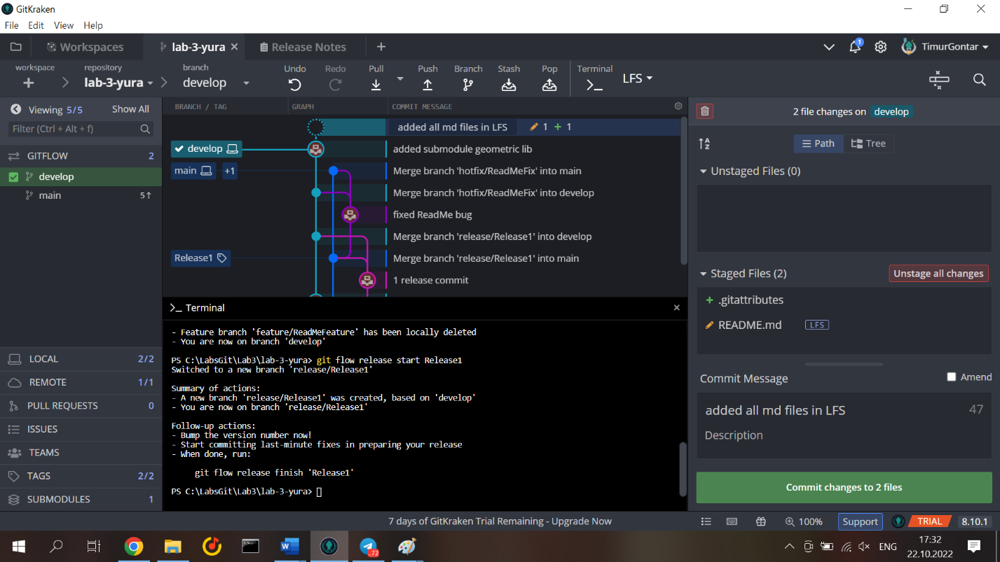 GitKraken
File Edit View Help
Workspaces lab-3-yura Release Notes TimurGontar
1
workspace repository branch
lab-3-yura develop
Undo Redo Pull Push Branch Stash Pop Terminal
LFS
Viewing 5/5 Show All
Filter (Ctrl + Alt + f)
GITFLOW 2
develop
main 5↑
LOCAL 2/2
REMOTE 1/1
PULL REQUESTS 0
ISSUES
TEAMS
TAGS 2/2
SUBMODULES 1
BRANCH / TAG GRAPH COMMIT MESSAGE
added all md files in LFS 1 + 1
develop added submodule geometric lib
main +1 Merge branch 'hotfix/ReadMeFix' into main
Merge branch 'hotfix/ReadMeFix' into develop
fixed ReadMe bug
Merge branch 'release/Release1' into develop
Release1 Merge branch 'release/Release1' into main
1 release commit
>_ Terminal
- Feature branch 'feature/ReadMeFeature' has been locally deleted
- You are now on branch 'develop'
PS C:\LabsGit\Lab3\lab-3-yura> git flow release start Release1
Switched to a new branch 'release/Release1'
Summary of actions:
- A new branch 'release/Release1' was created, based on 'develop'
- You are now on branch 'release/Release1'
Follow-up actions:
- Bump the version number now!
- Start committing last-minute fixes in preparing your release
- When done, run:
git flow release finish 'Release1'
PS C:\LabsGit\Lab3\lab-3-yura>
2 file changes on develop
Path Tree
Unstaged Files (0)
Staged Files (2) Unstage all changes
+ .gitattributes
README.md LFS
Commit Message Amend
added all md files in LFS 47
Description
Commit changes to 2 files
7 days of GitKraken Trial Remaining - Upgrade Now 100% Support TRIAL 8.10.1
W 72 ENG 17:32
22.10.2022